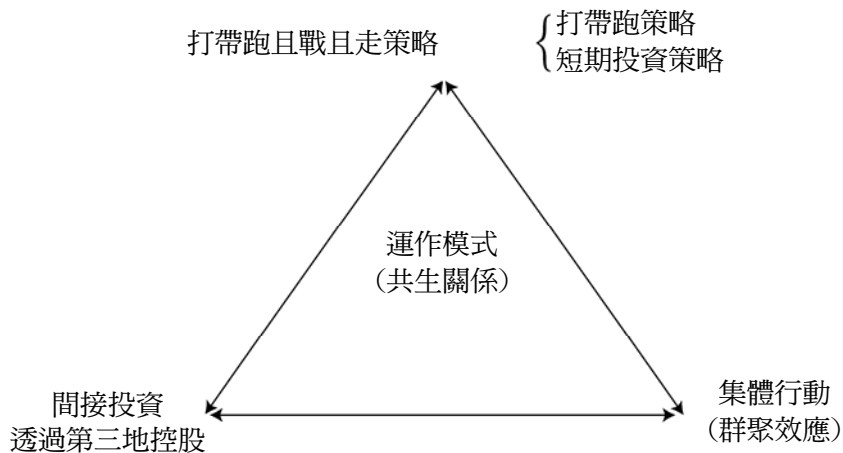 打帶跑且戰且走策略
打帶跑策略
短期投資策略
運作模式
（共生關係）
間接投資
透過第三地控股
集體行動
（群聚效應）